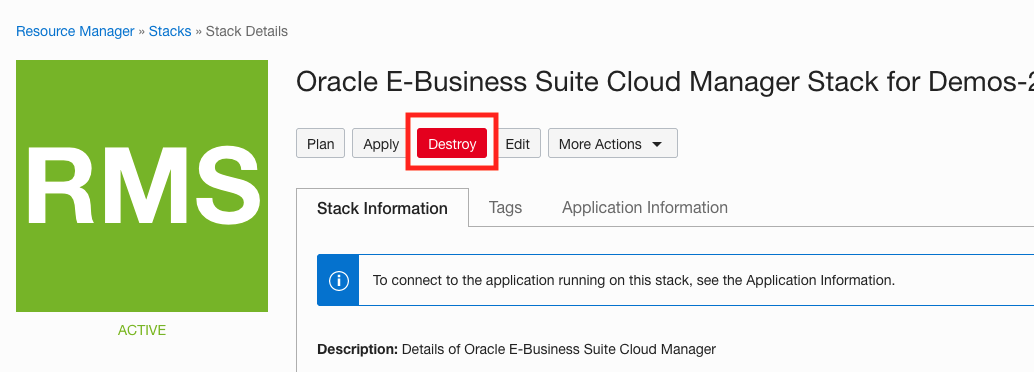 Resource Manager » Stacks » Stack Details
RMS
ACTIVE
Oracle E-Business Suite Cloud Manager Stack for Demos-2
Plan Apply Destroy Edit More Actions
Stack Information Tags Application Information
To connect to the application running on this stack, see the Application Information.
Description: Details of Oracle E-Business Suite Cloud Manager